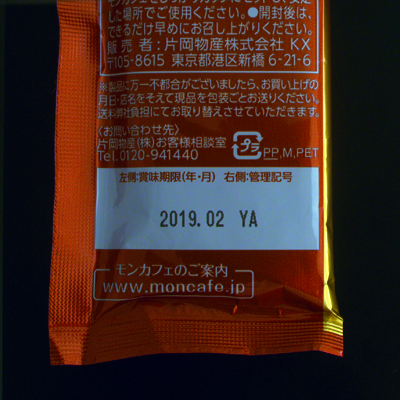 した場所でご使用ください。●開封後は、
できるだけ早めにお召し上がりください。
販売者：片岡物産株式会社 KX
〒105-8615 東京都港区新橋6-21-6
※製品に万一不都合がございましたら、お買い上げの
月日・店名をそえて現品を包装ごとお送りください。
送料弊社負担にてお取り替えさせていただきます。
<お問い合わせ先>
片岡物産(株)お客様相談室
TEL0120-941440
プラ
PP,M,PET
左側:賞味期限(年・月) 右側:管理記号
2019.02 YA
モンカフェのご案内
www.moncafe.jp